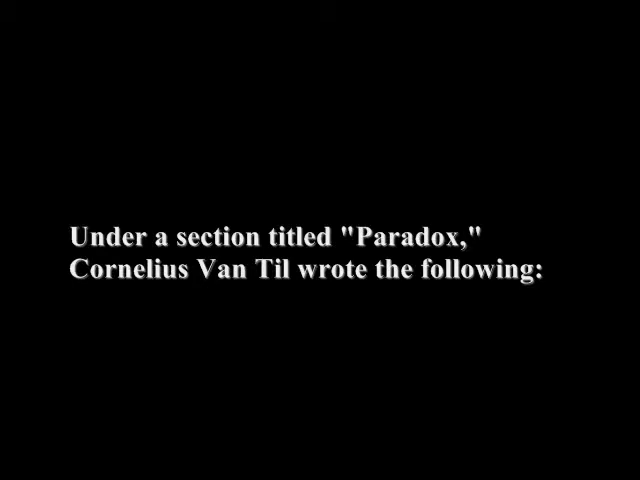 Under a section titled "Paradox,"
Cornelius Van Til wrote the following: